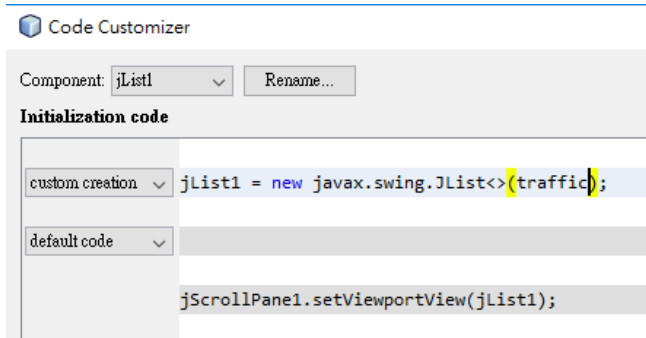 Code Customizer
Component: jList1 Rename...
Initialization code
custom creation jList1 = new javax.swing.JList<>(traffic);
default code
jScrollPane1.setViewportView(jList1);